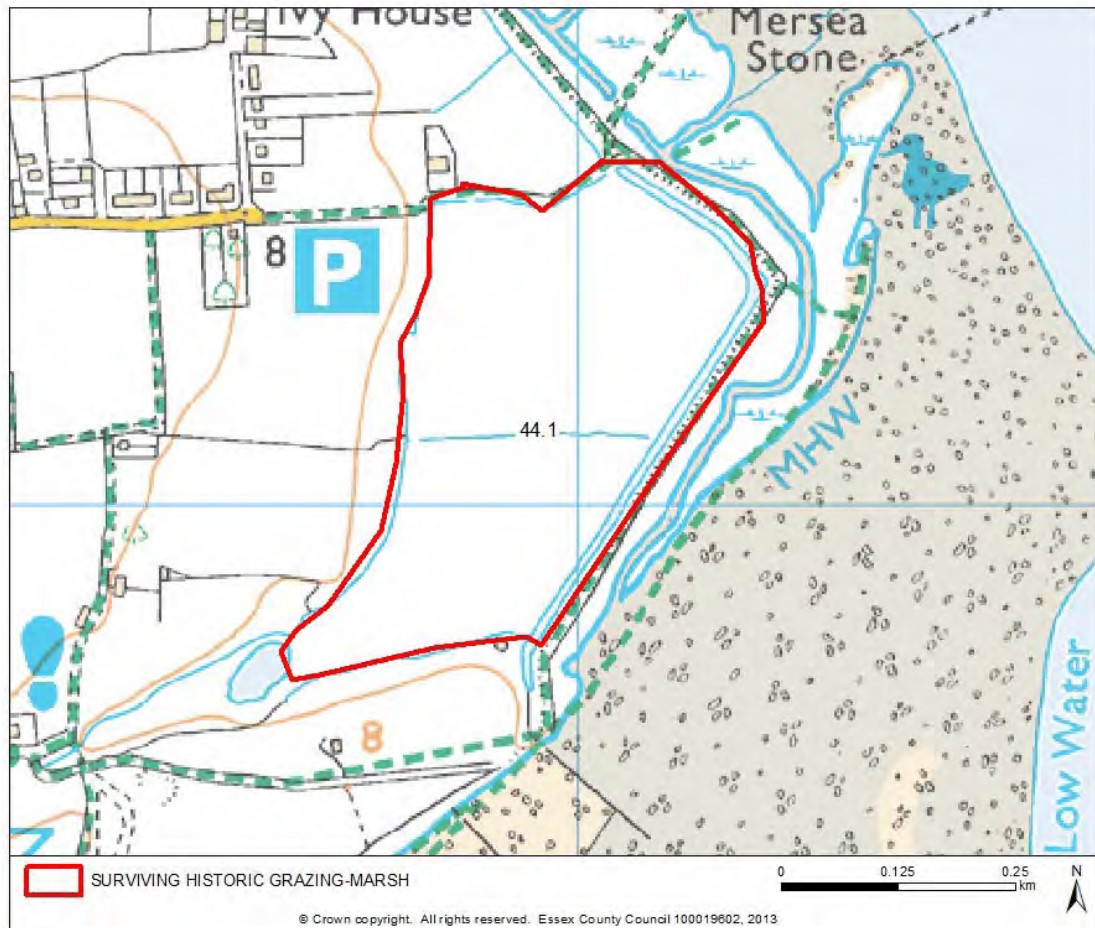 Ivy House
Mersea
Stone
8
P
44.1
MHW
8
Low Water
SURVIVING HISTORIC GRAZING-MARSH
0 0.125 0.25
km
N
© Crown copyright. All rights reserved. Essex County Council 100019602, 2013